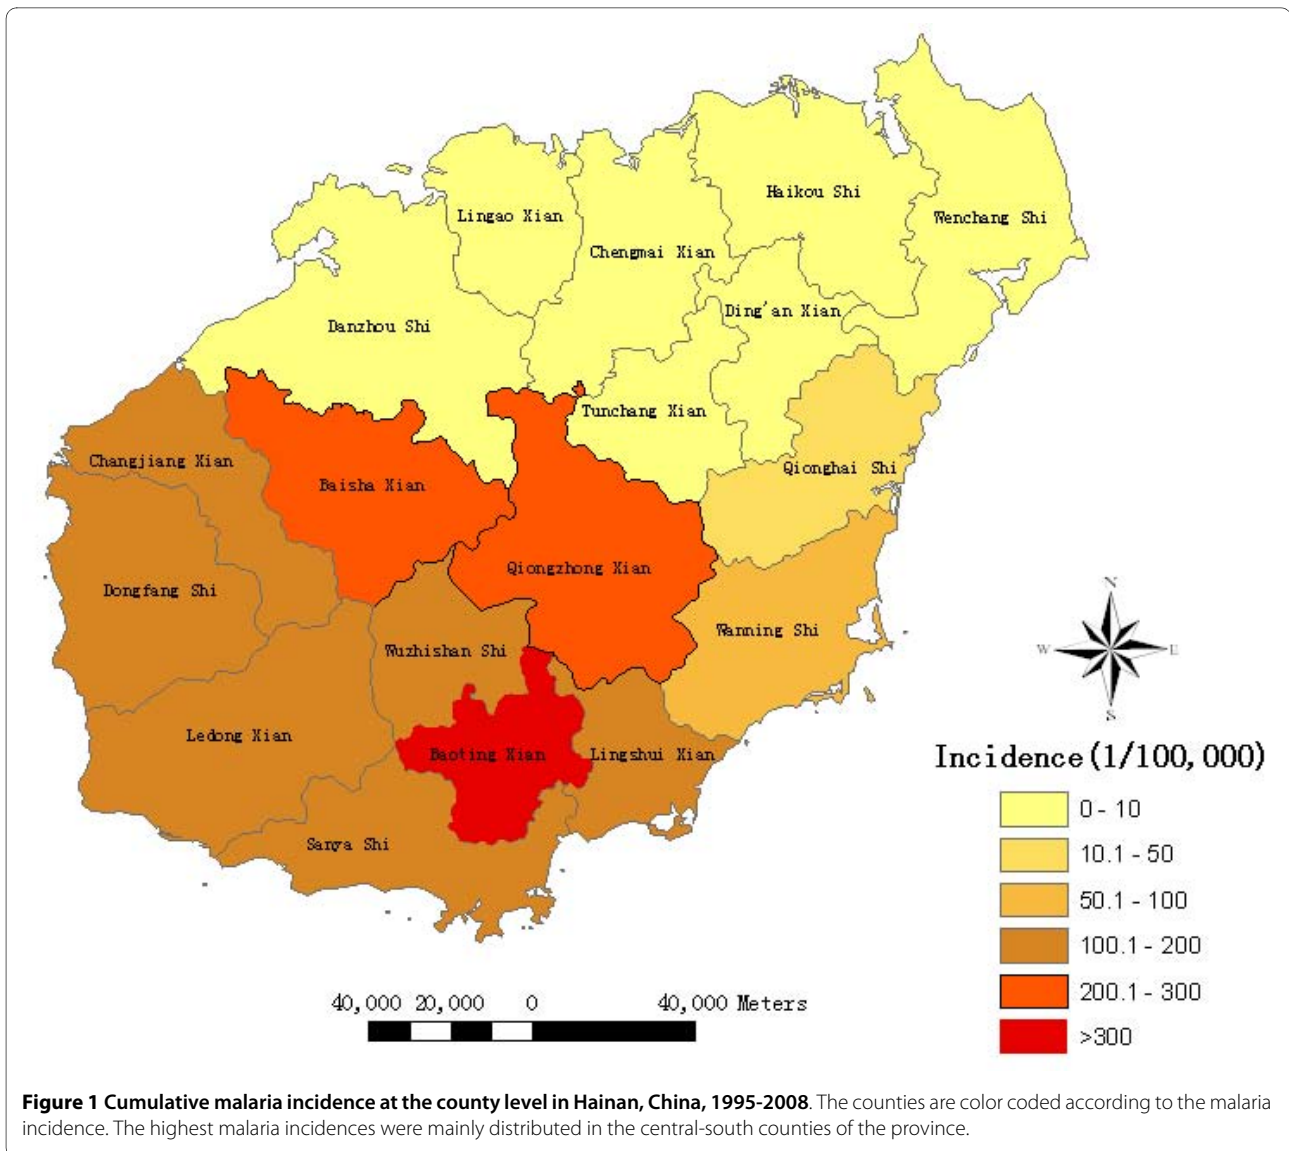 Haikou Shi
Lingao Xian
Wenchang Shi
Chengmai Xian
Ding'an Xian
Danzhou Shi
Tunchang Xian
Changjiang Xian
Qionghai Shi
Baisha Xian
Qiongzhong Xian
Dongfang Shi
Wanning Shi
Wuzhishan Shi
Ledong Xian
Baoting Xian
Lingshui Xian
Sanya Shi
N
W E
S
Incidence(1/100,000)
0 - 10
10.1 - 50
50.1 - 100
100.1 - 200
200.1 - 300
>300
40,000 20,000 0 40,000 Meters
Figure 1 Cumulative malaria incidence at the county level in Hainan, China, 1995-2008. The counties are color coded according to the malaria
incidence. The highest malaria incidences were mainly distributed in the central-south counties of the province.